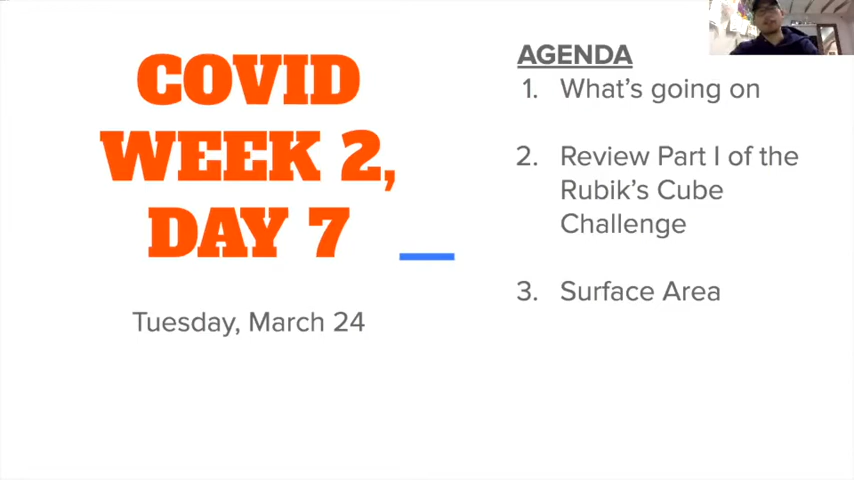 COVID
WEEK 2,
DAY 7
Tuesday, March 24
AGENDA
1. What's going on
2. Review Part I of the
Rubik's Cube
Challenge
3. Surface Area